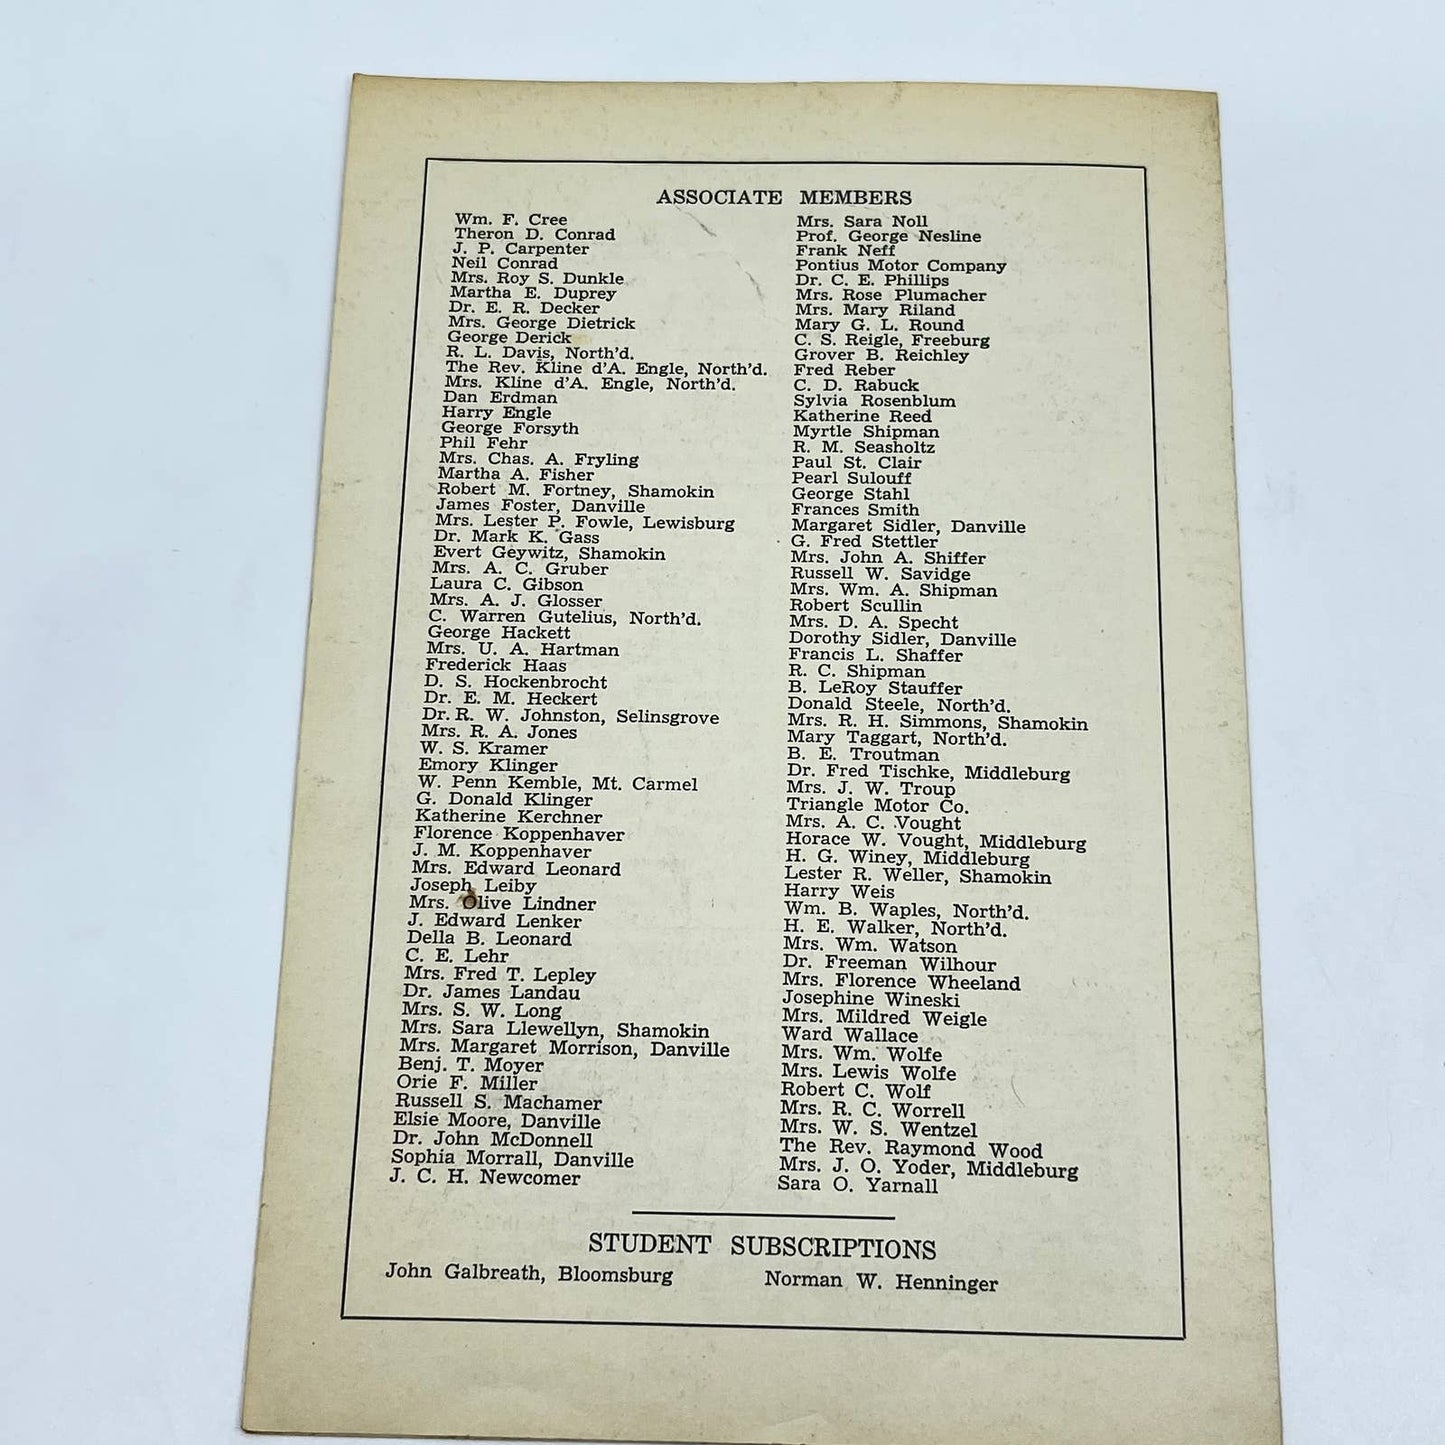 ASSOCIATE MEMBERS
Wm. F. Cree
Theron D. Conrad
J. P. Carpenter
Neil Conrad
Mrs. Roy S. Dunkle
Martha E. Duprey
Dr. E. R. Decker
Mrs. George Dietrick
George Derick
R. L. Davis, North'd.
The Rev. Kline d'A. Engle, North'd.
Mrs. Kline d'A. Engle, North'd.
Dan Erdman
Harry Engle
George Forsyth
Phil Fehr
Mrs. Chas. A. Fryling
Martha A. Fisher
Robert M. Fortney, Shamokin
James Foster, Danville
Mrs. Lester P. Fowle, Lewisburg
Dr. Mark K. Gass
Evert Geywitz, Shamokin
Mrs. A. C. Gruber
Laura C. Gibson
Mrs. A. J. Glosser
C. Warren Gutelius, North'd.
George Hackett
Mrs. U. A. Hartman
Frederick Haas
D. S. Hockenbrocht
Dr. E. M. Heckert
Dr. R. W. Johnston, Selinsgrove
Mrs. R. A. Jones
W. S. Kramer
Emory Klinger
W. Penn Kemble, Mt. Carmel
G. Donald Klinger
Katherine Kerchner
Florence Koppenhaver
J. M. Koppenhaver
Mrs. Edward Leonard
Joseph Leiby
Mrs. Olive Lindner
J. Edward Lenker
Della B. Leonard
C. E. Lehr
Mrs. Fred T. Lepley
Dr. James Landau
Mrs. S. W. Long
Mrs. Sara Llewellyn, Shamokin
Mrs. Margaret Morrison, Danville
Benj. T. Moyer
Orie F. Miller
Russell S. Machamer
Elsie Moore, Danville
Dr. John McDonnell
Sophia Morrall, Danville
J. C. H. Newcomer
Mrs. Sara Noll
Prof. George Nesline
Frank Neff
Pontius Motor Company
Dr. C. E. Phillips
Mrs. Rose Plumacher
Mrs. Mary Riland
Mary G. L. Round
C. S. Reigle, Freeburg
Grover B. Reichley
Fred Reber
C. D. Rabuck
Sylvia Rosenblum
Katherine Reed
Myrtle Shipman
R. M. Seasholtz
Paul St. Clair
Pearl Sulouff
George Stahl
Frances Smith
Margaret Sidler, Danville
G. Fred Stettler
Mrs. John A. Shiffer
Russell W. Savidge
Mrs. Wm. A. Shipman
Robert Scullin
Mrs. D. A. Specht
Dorothy Sidler, Danville
Francis L. Shaffer
R. C. Shipman
B. LeRoy Stauffer
Donald Steele, North'd.
Mrs. R. H. Simmons, Shamokin
Mary Taggart, North'd.
B. E. Troutman
Dr. Fred Tischke, Middleburg
Mrs. J. W. Troup
Triangle Motor Co.
Mrs. A. C. Vought
Horace W. Vought, Middleburg
H. G. Winey, Middleburg
Lester R. Weller, Shamokin
Harry Weis
Wm. B. Waples, North'd.
H. E. Walker, North'd.
Mrs. Wm. Watson
Dr. Freeman Wilhour
Mrs. Florence Wheeland
Josephine Wineski
Mrs. Mildred Weigle
Ward Wallace
Mrs. Wm. Wolfe
Mrs. Lewis Wolfe
Robert C. Wolf
Mrs. R. C. Worrell
Mrs. W. S. Wentzel
The Rev. Raymond Wood
Mrs. J. O. Yoder, Middleburg
Sara O. Yarnall
STUDENT SUBSCRIPTIONS
John Galbreath, Bloomsburg
Norman W. Henninger